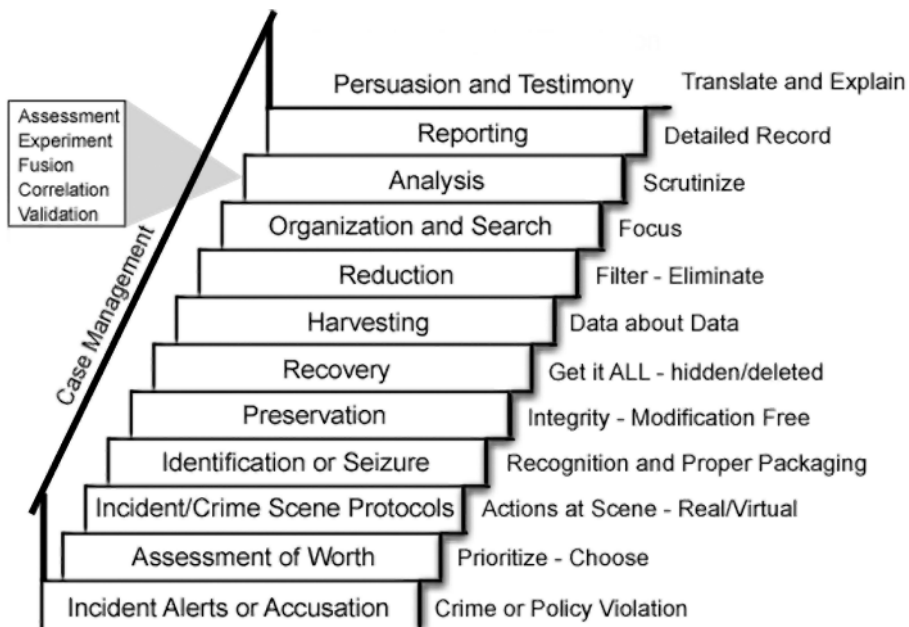 Persuasion and Testimony
Translate and Explain
Assessment
Experiment
Fusion
Correlation
Validation
Reporting
Detailed Record
Analysis
Scrutinize
Organization and Search
Focus
Reduction
Filter - Eliminate
Case Management
Harvesting
Data about Data
Recovery
Get it ALL - hidden/deleted
Preservation
Integrity - Modification Free
Identification or Seizure
Recognition and Proper Packaging
Incident/Crime Scene Protocols
Actions at Scene - Real/Virtual
Assessment of Worth
Prioritize - Choose
Incident Alerts or Accusation
Crime or Policy Violation